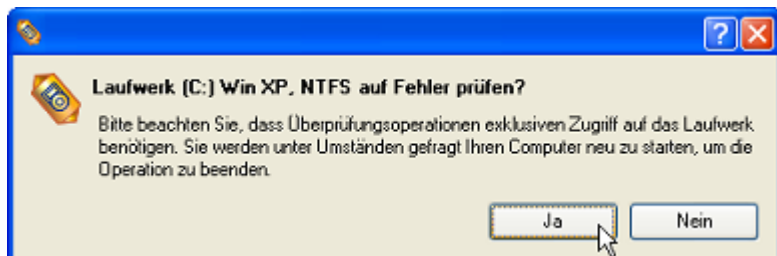 Laufwerk (C:) Win XP, NTFS auf Fehler prüfen?
Bitte beachten Sie, dass Überprüfungsoperationen exklusiven Zugriff auf das Laufwerk
benötigen. Sie werden unter Umständen gefragt Ihren Computer neu zu starten, um die
Operation zu beenden.
Ja Nein